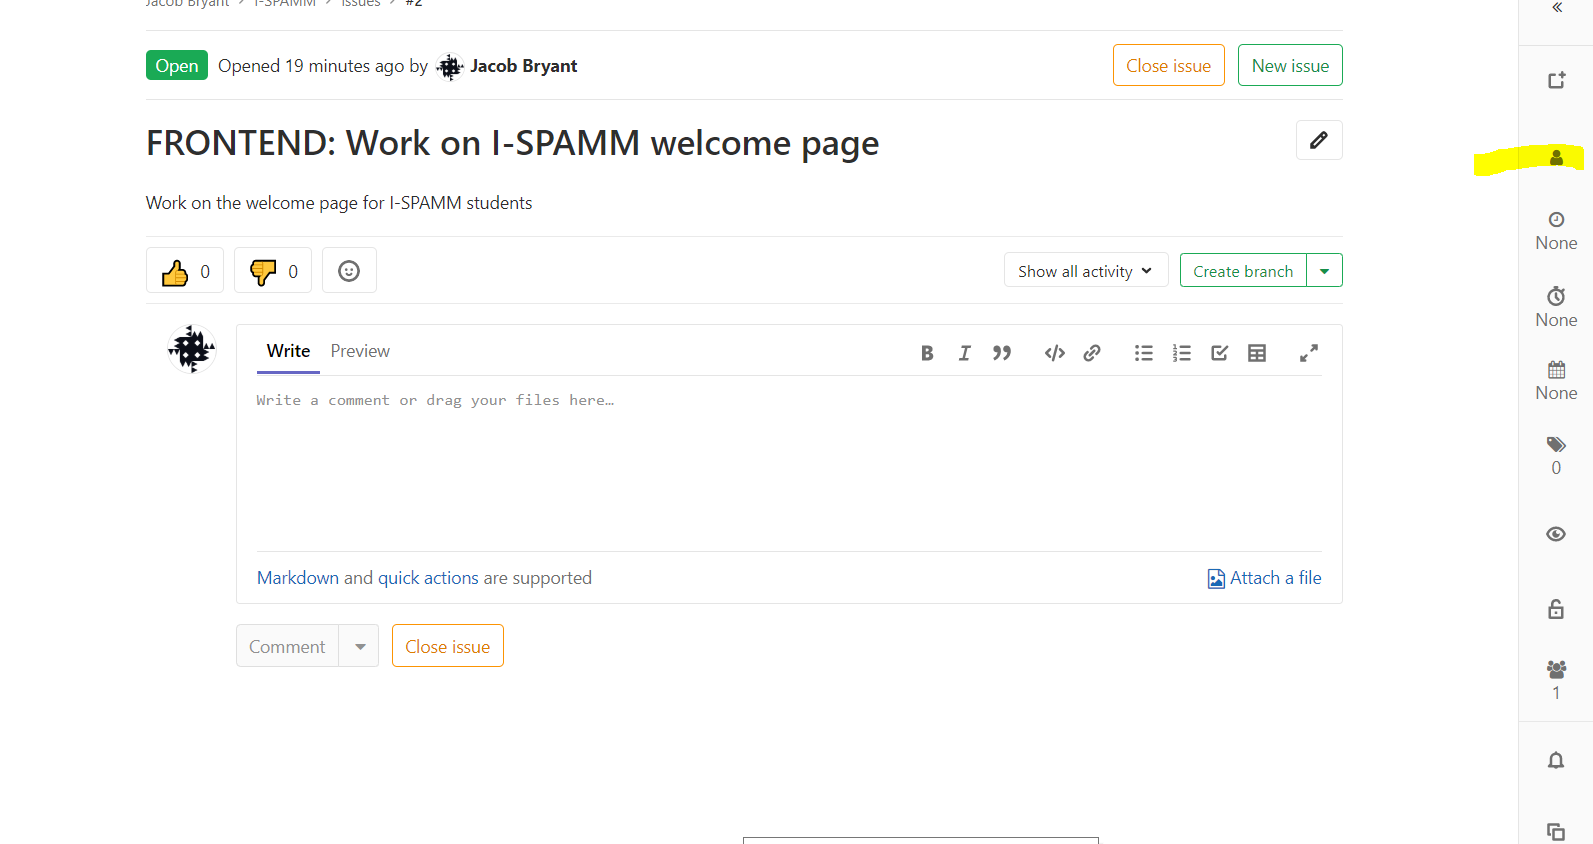 Jacob Bryant > I-SPAMM > Issues > #2
Open Opened 19 minutes ago by Jacob Bryant
Close issue New issue
FRONTEND: Work on I-SPAMM welcome page
Work on the welcome page for I-SPAMM students
0 0
Show all activity Create branch
Write Preview
Write a comment or drag your files here…
Markdown and quick actions are supported
Attach a file
Comment Close issue
None
None
None
0
1